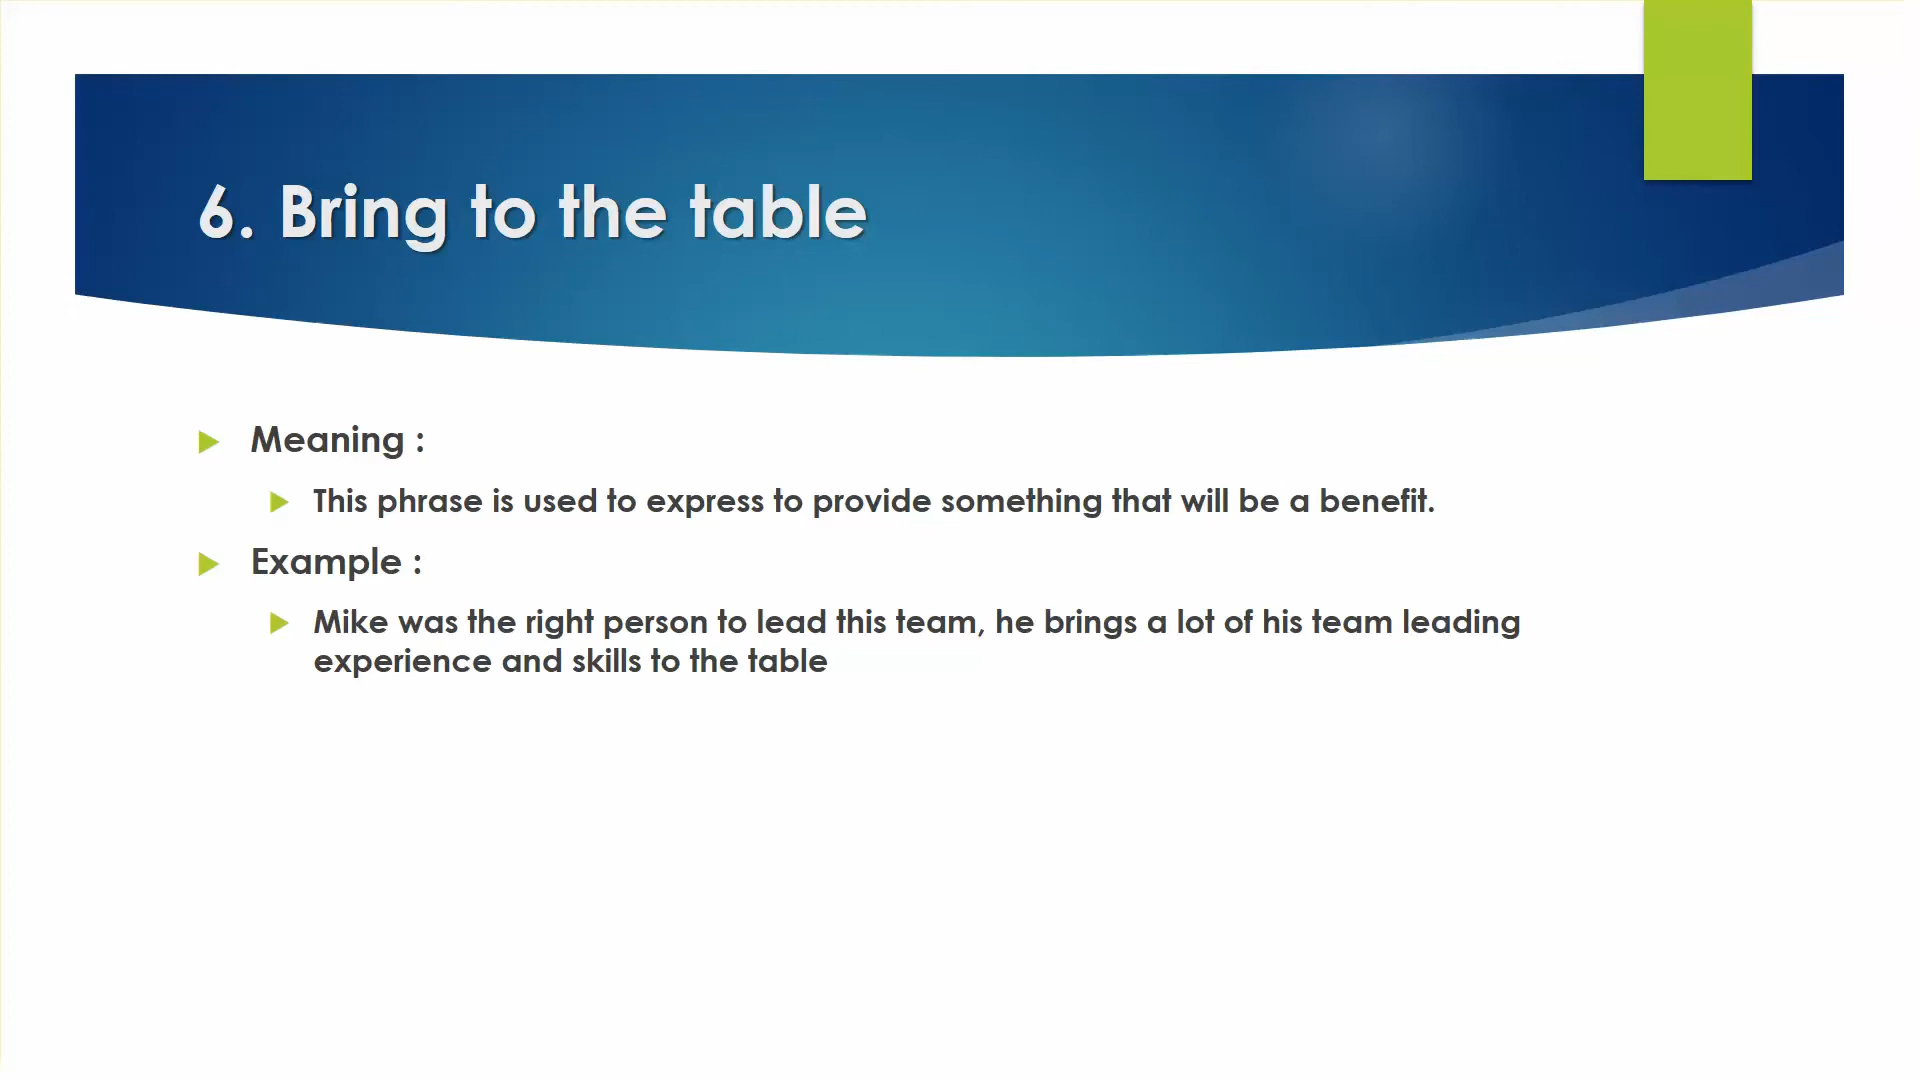 6. Bring to the table
Meaning :
This phrase is used to express to provide something that will be a benefit.
Example :
Mike was the right person to lead this team, he brings a lot of his team leading
experience and skills to the table